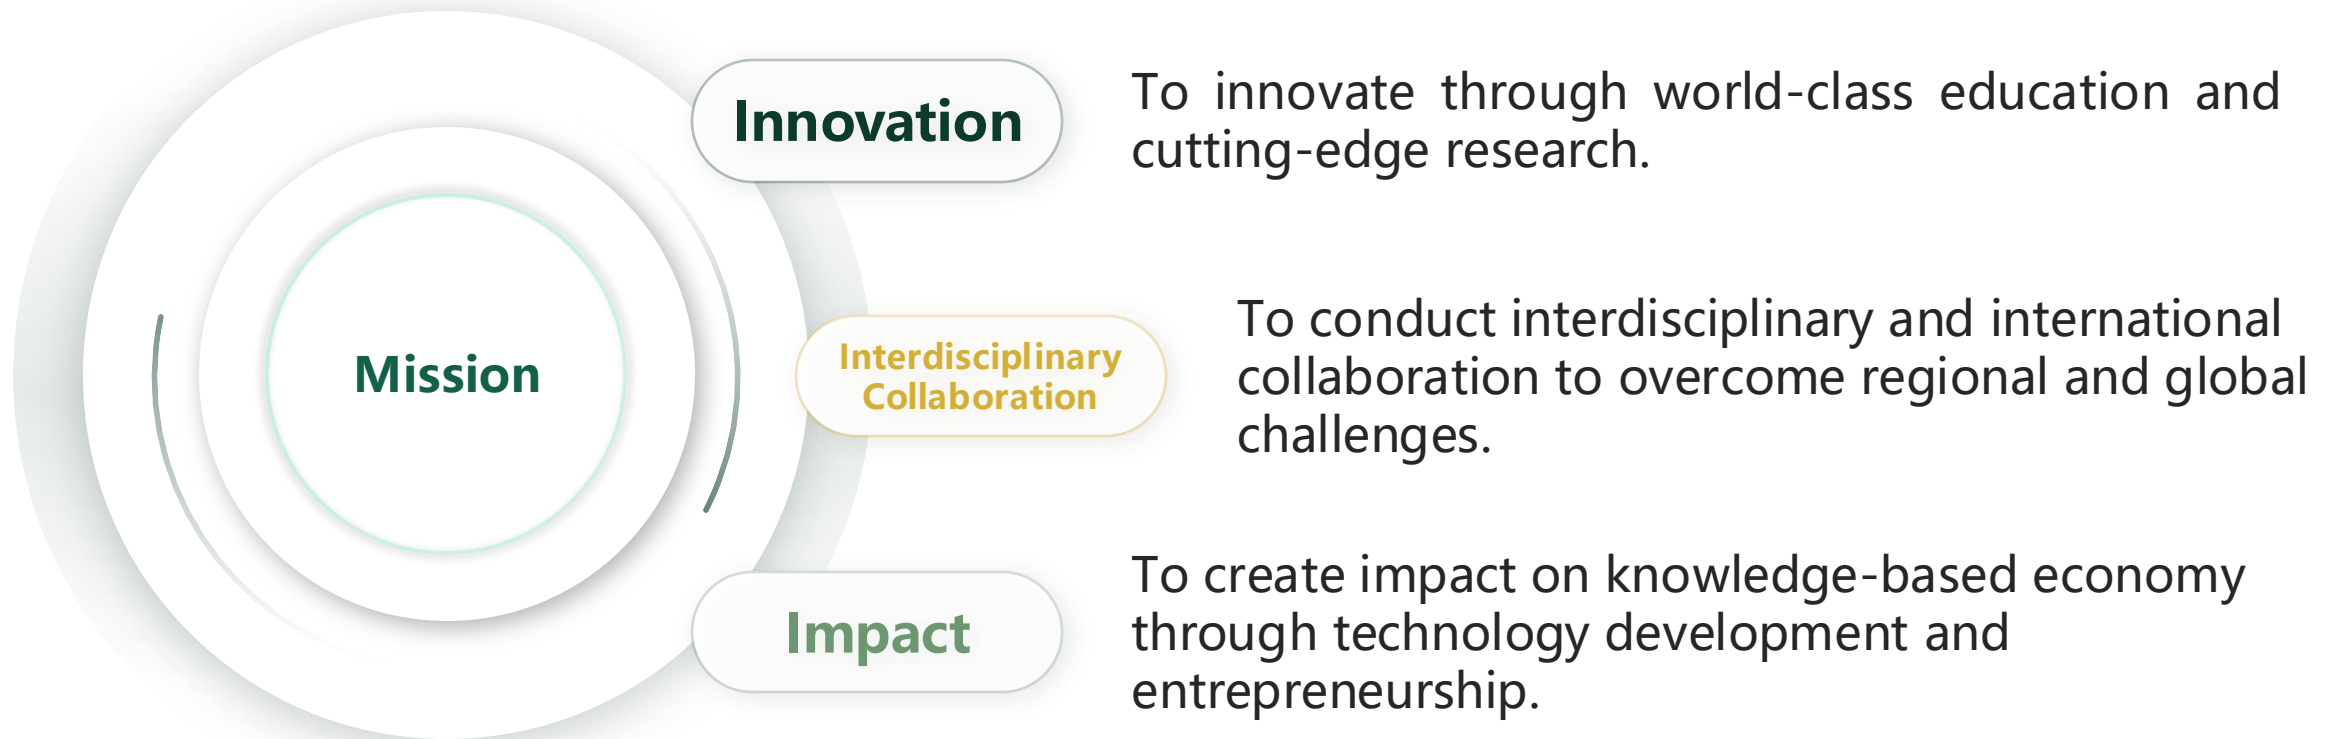 Mission
Innovation
To innovate through world-class education and
cutting-edge research.
Interdisciplinary
Collaboration
To conduct interdisciplinary and international
collaboration to overcome regional and global
challenges.
Impact
To create impact on knowledge-based economy
through technology development and
entrepreneurship.